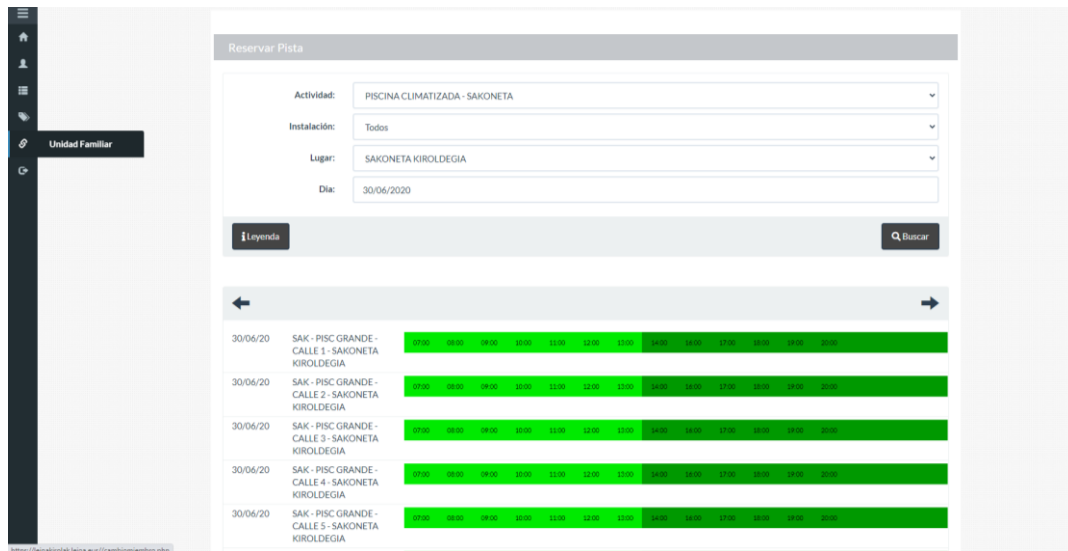 Reservar Pista
Actividad: PISCINA CLIMATIZADA - SAKONETA
Instalación: Todos
Unidad Familiar
Lugar: SAKONETA KIROLDEGIA
Día: 30/06/2020
Leyenda Buscar
30/06/20 SAK - PISC GRANDE -
CALLE 1 - SAKONETA
KIROLDEGIA
07:00 08:00 09:00 10:00 11:00 12:00 13:00 14:00 16:00 17:00 18:00 19:00 20:00
30/06/20 SAK - PISC GRANDE -
CALLE 2 - SAKONETA
KIROLDEGIA
07:00 08:00 09:00 10:00 11:00 12:00 13:00 14:00 16:00 17:00 18:00 19:00 20:00
30/06/20 SAK - PISC GRANDE -
CALLE 3 - SAKONETA
KIROLDEGIA
07:00 08:00 09:00 10:00 11:00 12:00 13:00 14:00 16:00 17:00 18:00 19:00 20:00
30/06/20 SAK - PISC GRANDE -
CALLE 4 - SAKONETA
KIROLDEGIA
07:00 08:00 09:00 10:00 11:00 12:00 13:00 14:00 16:00 17:00 18:00 19:00 20:00
30/06/20 SAK - PISC GRANDE -
CALLE 5 - SAKONETA
KIROLDEGIA
07:00 08:00 09:00 10:00 11:00 12:00 13:00 14:00 16:00 17:00 18:00 19:00 20:00